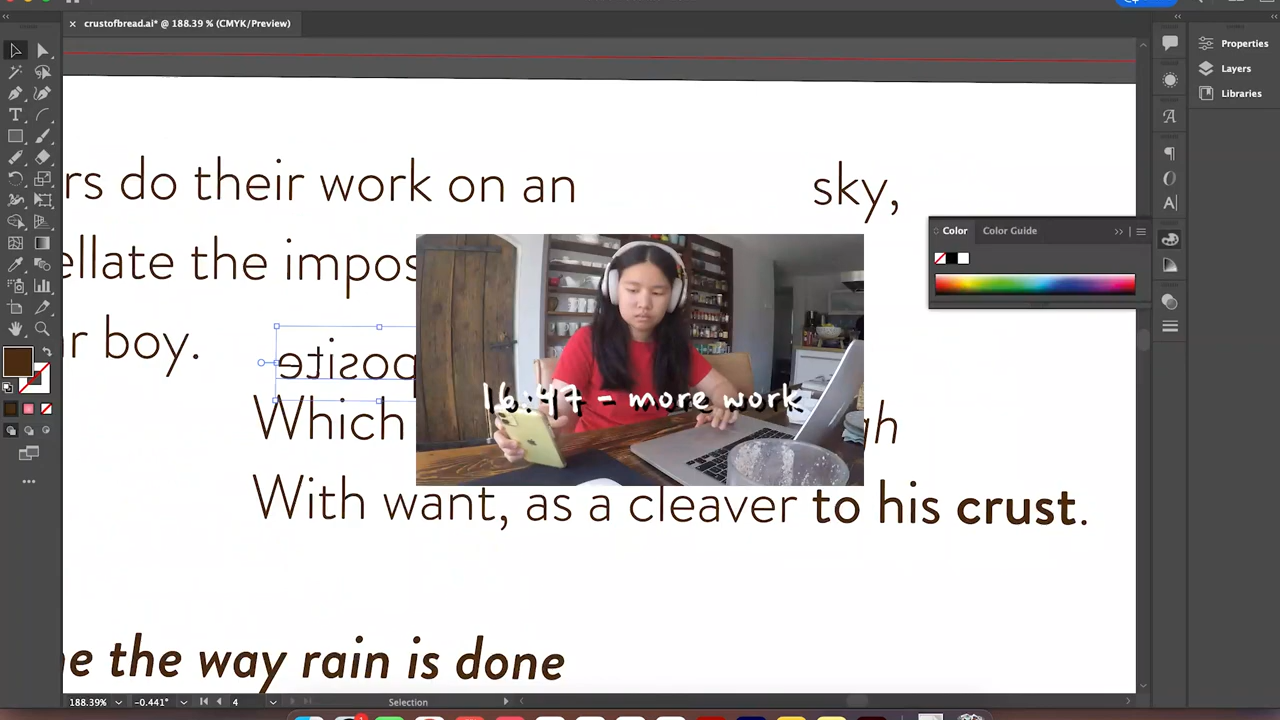 crustofbread.ai* @ 188.39 % (CMYK/Preview)
Properties
Layers
Libraries
Color
Color Guide
rs do their work on an sky,
ellate the impos
r boy.
posite
Which gh
With want, as a cleaver to his crust.
16:47 - more work
e the way rain is done
188.39%
-0.441°
4
Selection